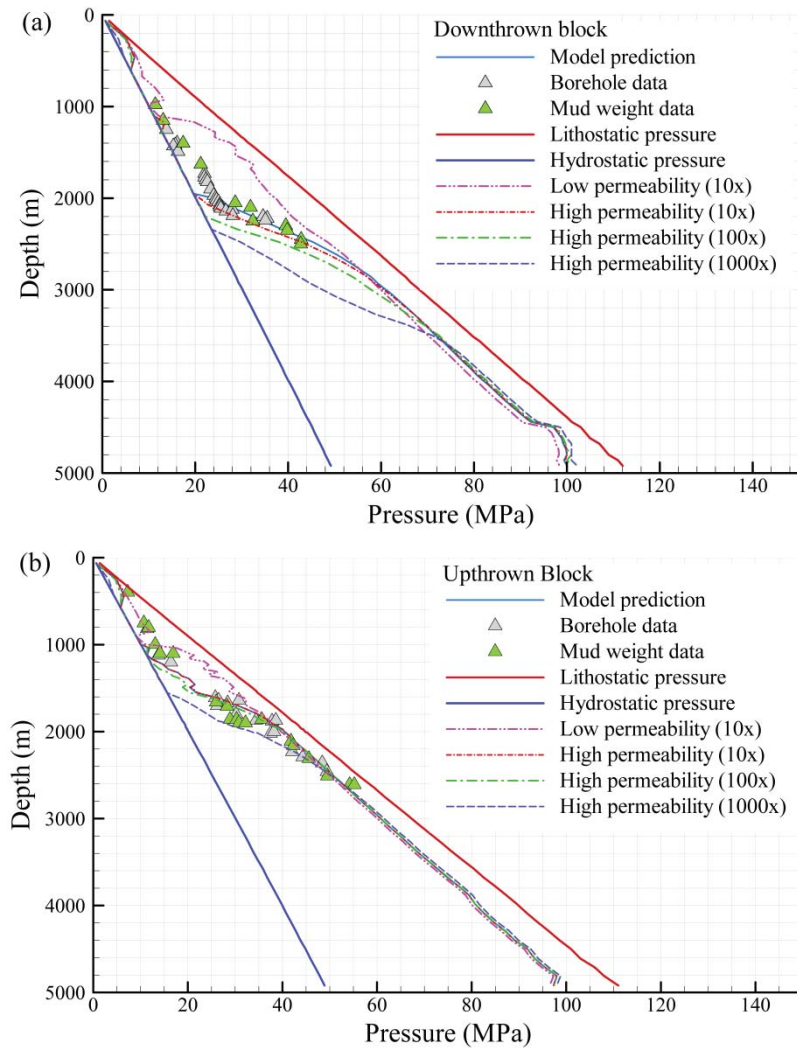 (a)
Downthrown block
Model prediction
Borehole data
Mud weight data
Lithostatic pressure
Hydrostatic pressure
Low permeability (10x)
High permeability (10x)
High permeability (100x)
High permeability (1000x)
0
1000
2000
3000
4000
5000
Depth (m)
0 20 40 60 80 100 120 140
Pressure (MPa)
(b)
Upthrown Block
Model prediction
Borehole data
Mud weight data
Lithostatic pressure
Hydrostatic pressure
Low permeability (10x)
High permeability (10x)
High permeability (100x)
High permeability (1000x)
0
1000
2000
3000
4000
5000
Depth (m)
0 20 40 60 80 100 120 140
Pressure (MPa)